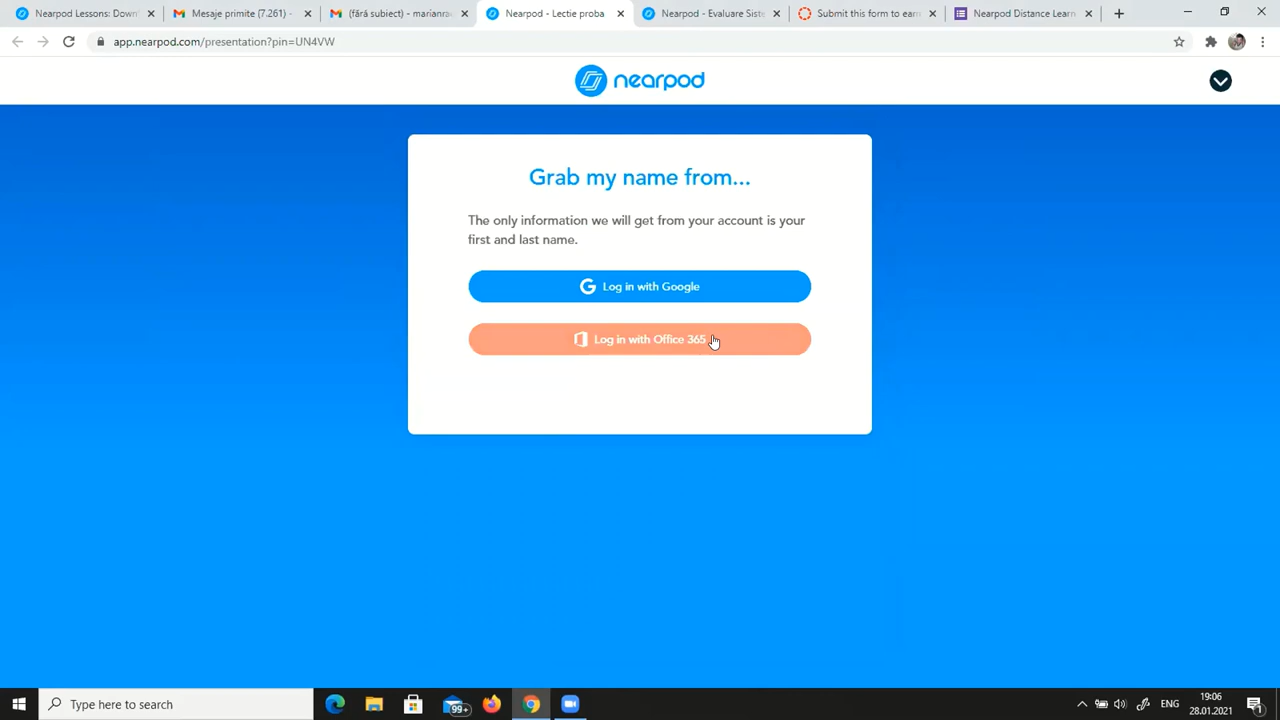 Nearpod Lessons: Down
Mesaje primite (7.261) -
(fără subiect) - marianra
Nearpod - Lectie proba
Nearpod - Evaluare Siste
Submit this form to earn
Nearpod Distance Learn
app.nearpod.com/presentation?pin=UN4VW
nearpod
Grab my name from...
The only information we will get from your account is your
first and last name.
Log in with Google
Log in with Office 365
Type here to search
99+
ENG
19:06
28.01.2021
1